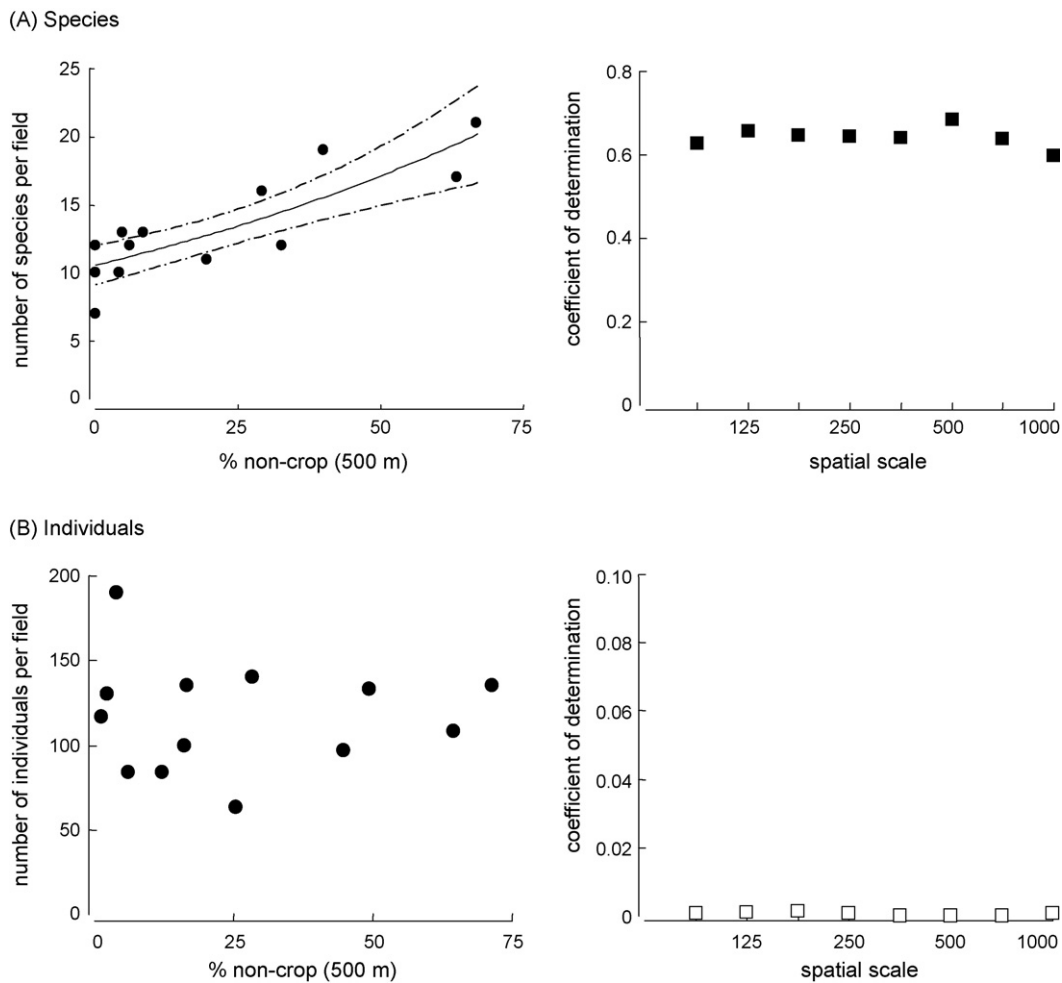 (A) Species
number of species per field
25
20
15
10
5
0
0 25 50 75
% non-crop (500 m)
coefficient of determination
0.8
0.6
0.4
0.2
0
125 250 500 1000
spatial scale
(B) Individuals
number of individuals per field
200
150
100
50
0
0 25 50 75
% non-crop (500 m)
coefficient of determination
0.10
0.08
0.06
0.04
0.02
0
125 250 500 1000
spatial scale